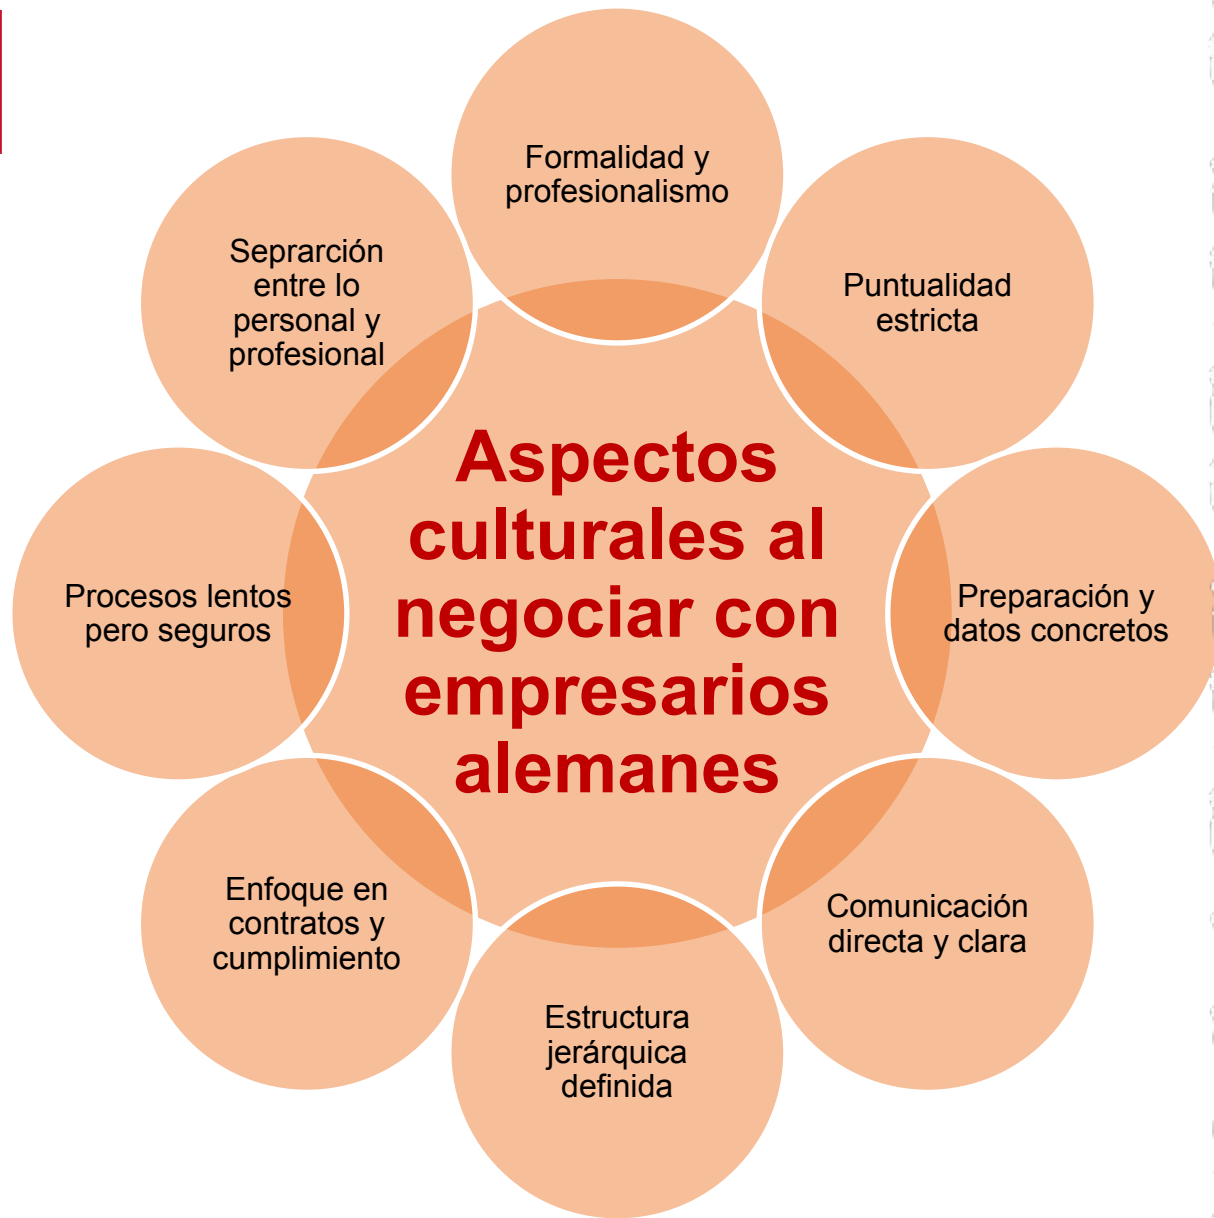 Formalidad y
profesionalismo
Seprarción
entre lo
personal y
profesional
Puntualidad
estricta
Aspectos
culturales al
negociar con
empresarios
alemanes
Procesos lentos
pero seguros
Preparación y
datos concretos
Enfoque en
contratos y
cumplimiento
Comunicación
directa y clara
Estructura
jerárquica
definida